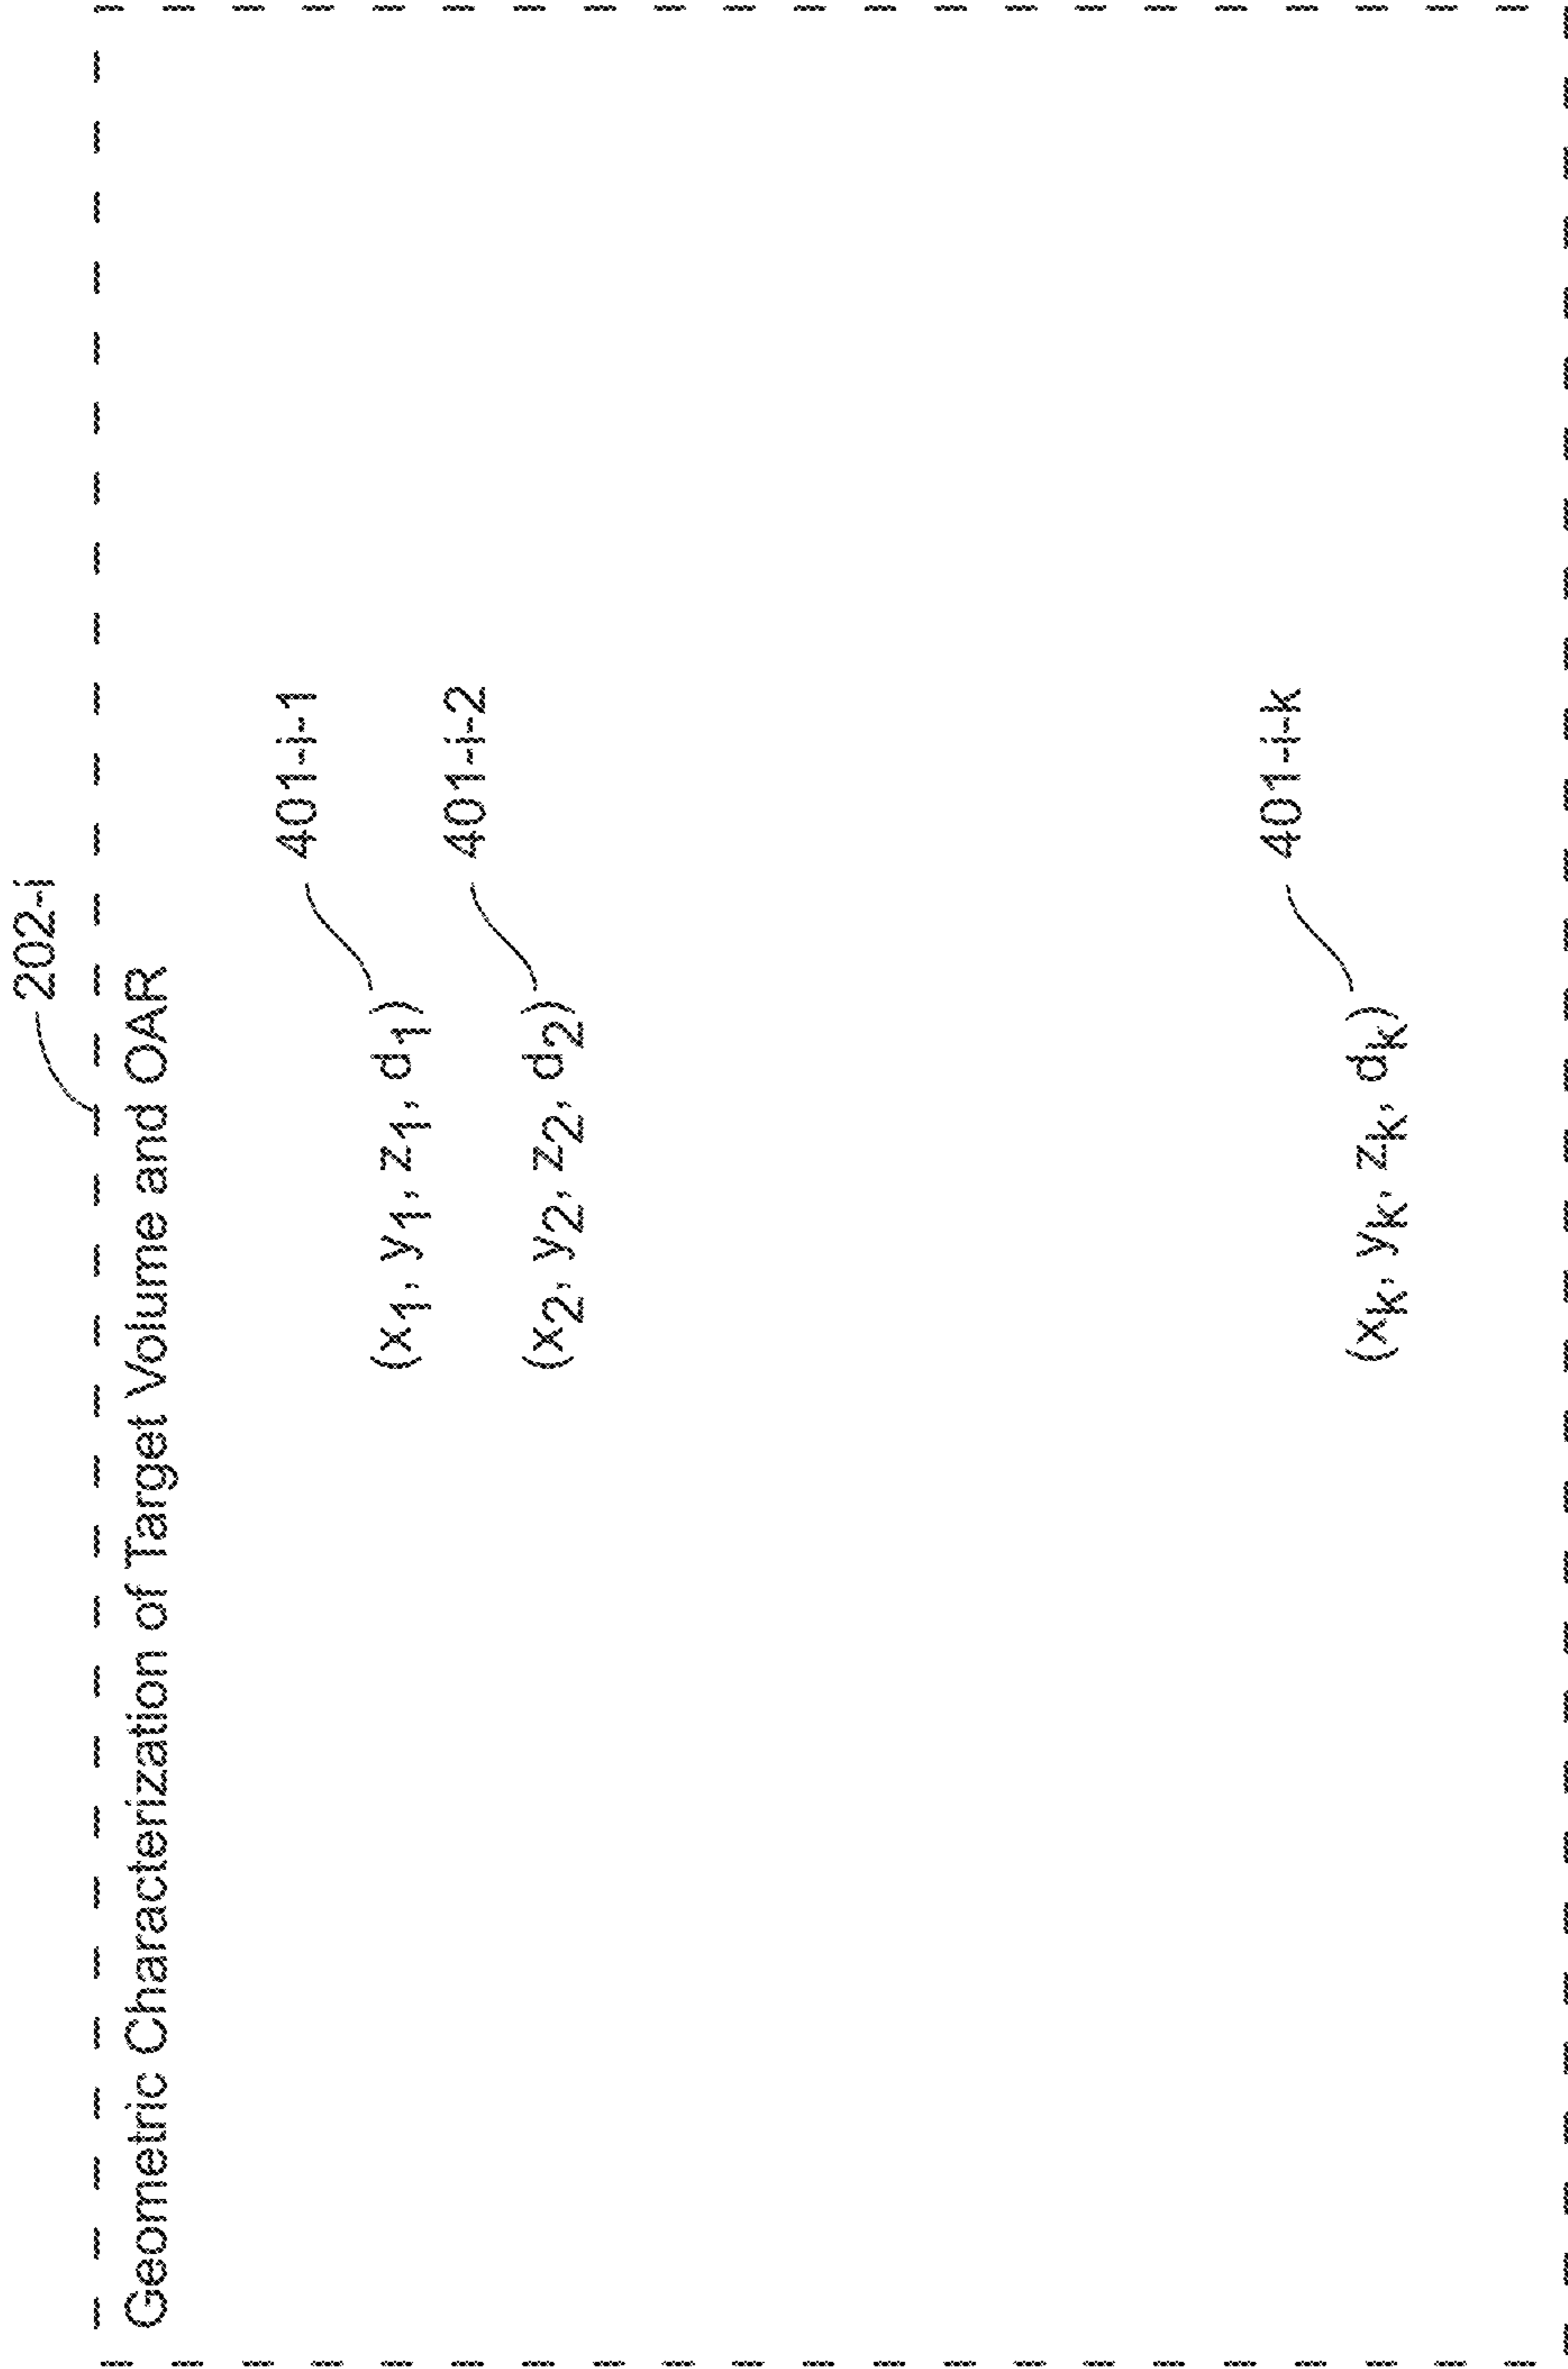 202-i
Geometric Characterization of Target Volume and OAR
401-i-1
(x₁, y₁, z₁, d₁)
401-i-2
(x₂, y₂, z₂, d₂)
401-i-k
(xₖ, yₖ, zₖ, dₖ)